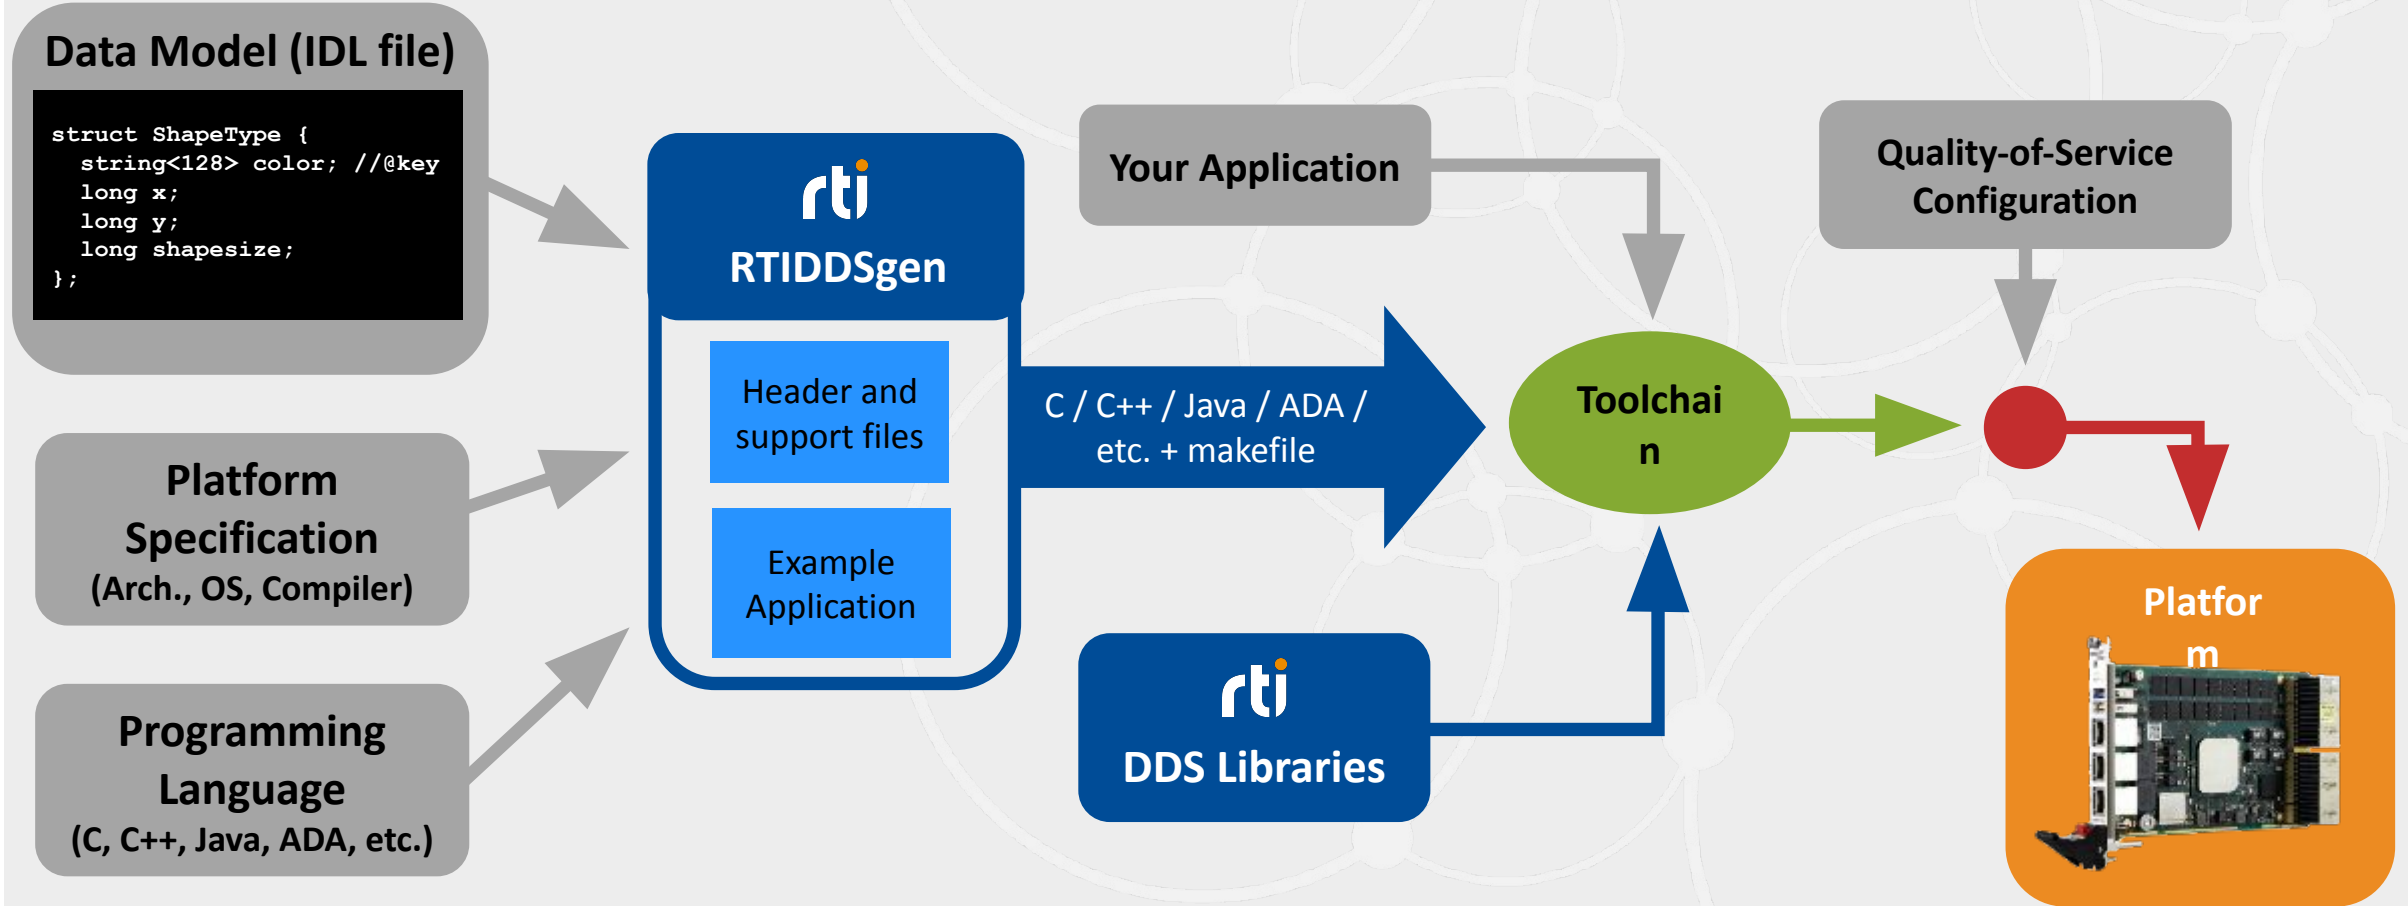 Data Model (IDL file)
struct ShapeType {
string<128> color; //@key
long x;
long y;
long shapesize;
};
Platform
Specification
(Arch., OS, Compiler)
Programming
Language
(C, C++, Java, ADA, etc.)
rti
RTIDDSgen
Header and
support files
Example
Application
C / C++ / Java / ADA /
etc. + makefile
Your Application
rti
DDS Libraries
Toolchai
n
Quality-of-Service
Configuration
Platfor
m